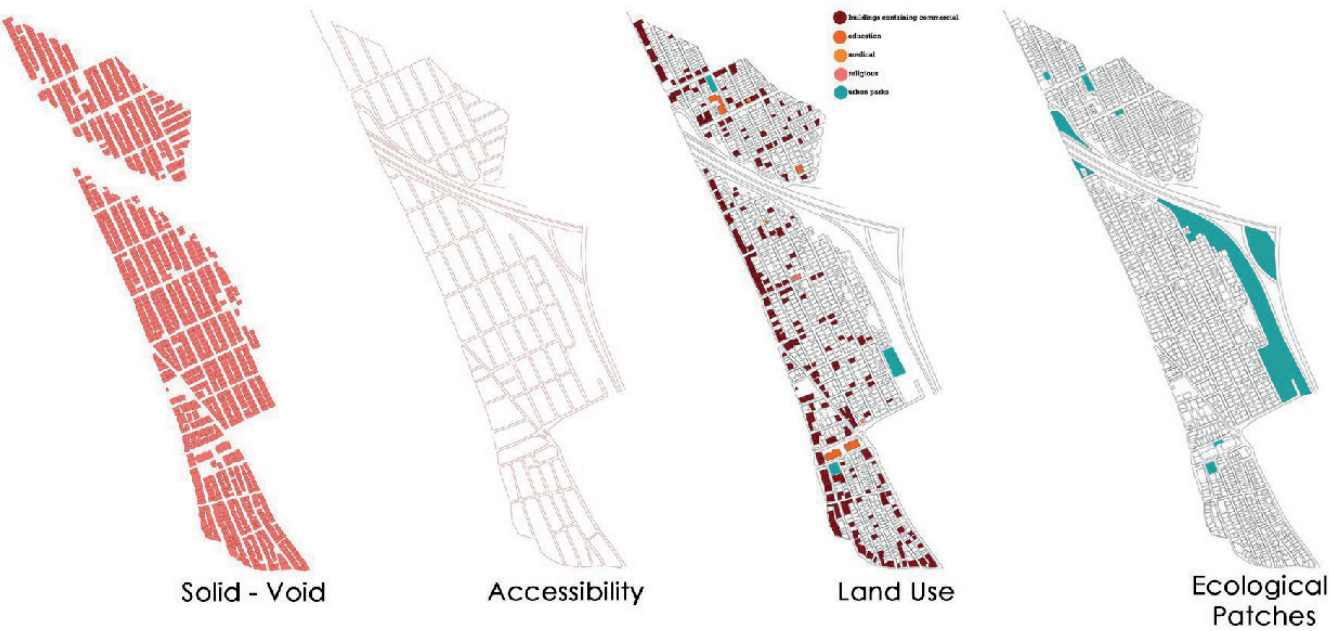 buildings containing commercial
education
medical
religious
urban parks
Solid - Void
Accessibility
Land Use
Ecological
Patches